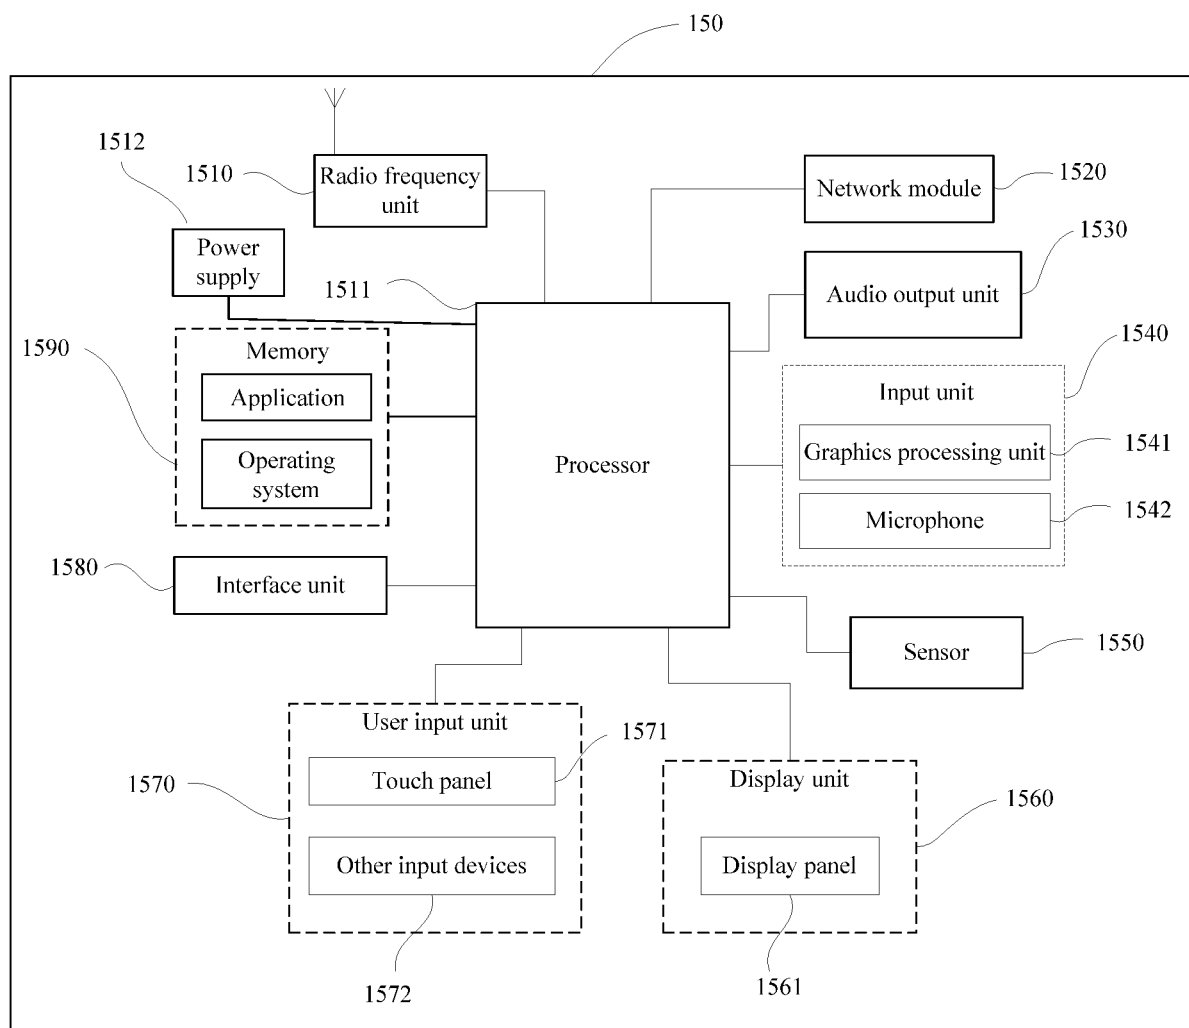 150
1512
1510
Radio frequency
unit
Network module
1520
Power
supply
1511
1530
Audio output unit
1590
Memory
Application
Operating
system
Processor
1540
Input unit
Graphics processing unit
1541
Microphone
1542
1580
Interface unit
Sensor
1550
User input unit
1571
1570
Touch panel
Other input devices
1572
Display unit
1560
Display panel
1561